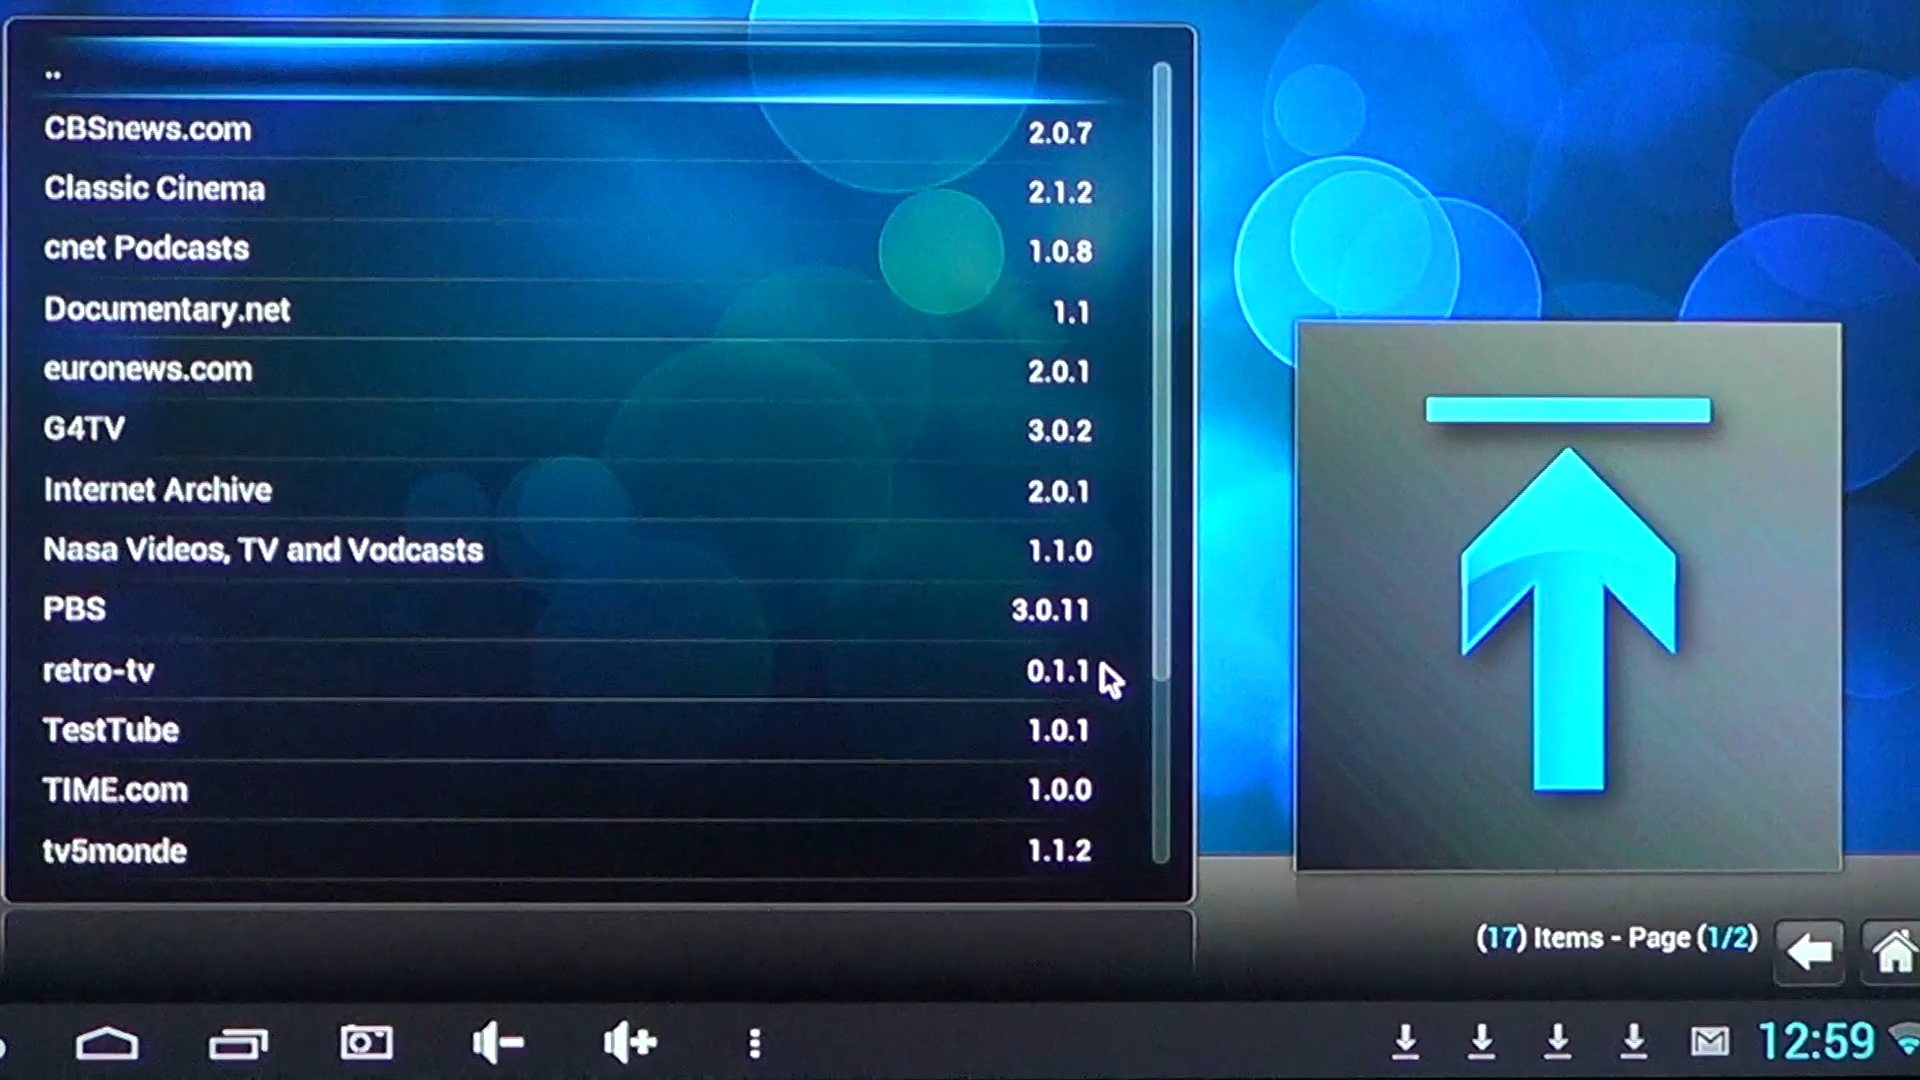 ..
CBSnews.com 2.0.7
Classic Cinema 2.1.2
cnet Podcasts 1.0.8
Documentary.net 1.1
euronews.com 2.0.1
G4TV 3.0.2
Internet Archive 2.0.1
Nasa Videos, TV and Vodcasts 1.1.0
PBS 3.0.11
retro-tv 0.1.1
TestTube 1.0.1
TIME.com 1.0.0
tv5monde 1.1.2
(17) Items - Page (1/2)
12:59